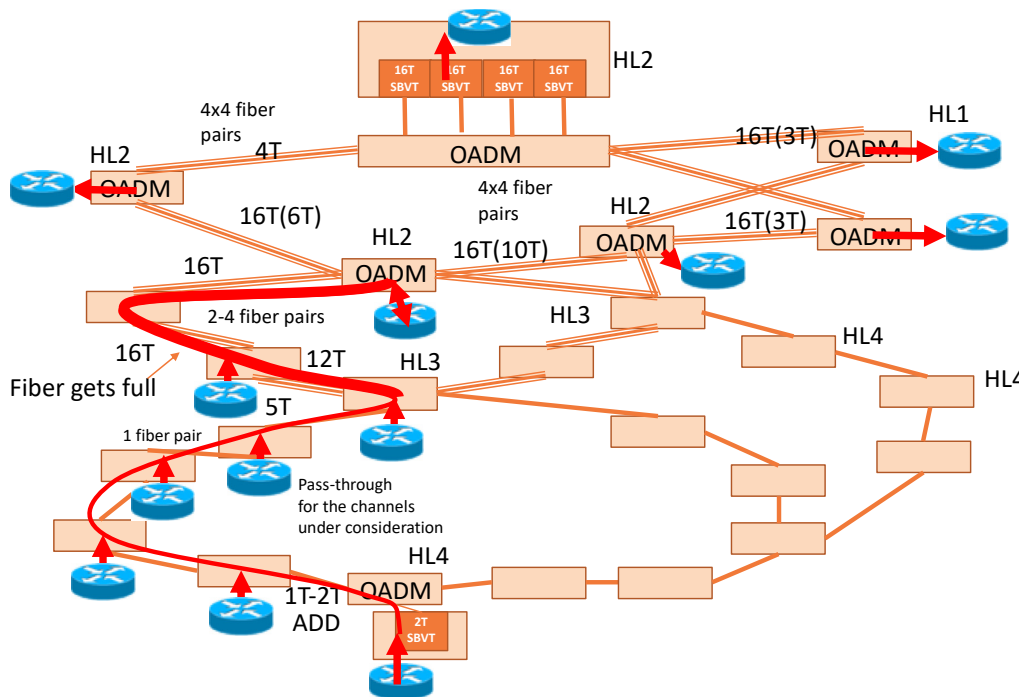 16T
SBVT
16T
SBVT
16T
SBVT
16T
SBVT
HL2
4x4 fiber
pairs
HL2
4T
OADM
16T(3T)
HL1
OADM
OADM
4x4 fiber
pairs
16T(6T)
HL2
HL2
16T(3T)
OADM
OADM
16T(10T)
16T
OADM
2-4 fiber pairs
HL3
HL4
16T
12T
HL3
Fiber gets full
HL4
5T
1 fiber pair
Pass-through
for the channels
under consideration
HL4
OADM
1T-2T
ADD
2T
SBVT